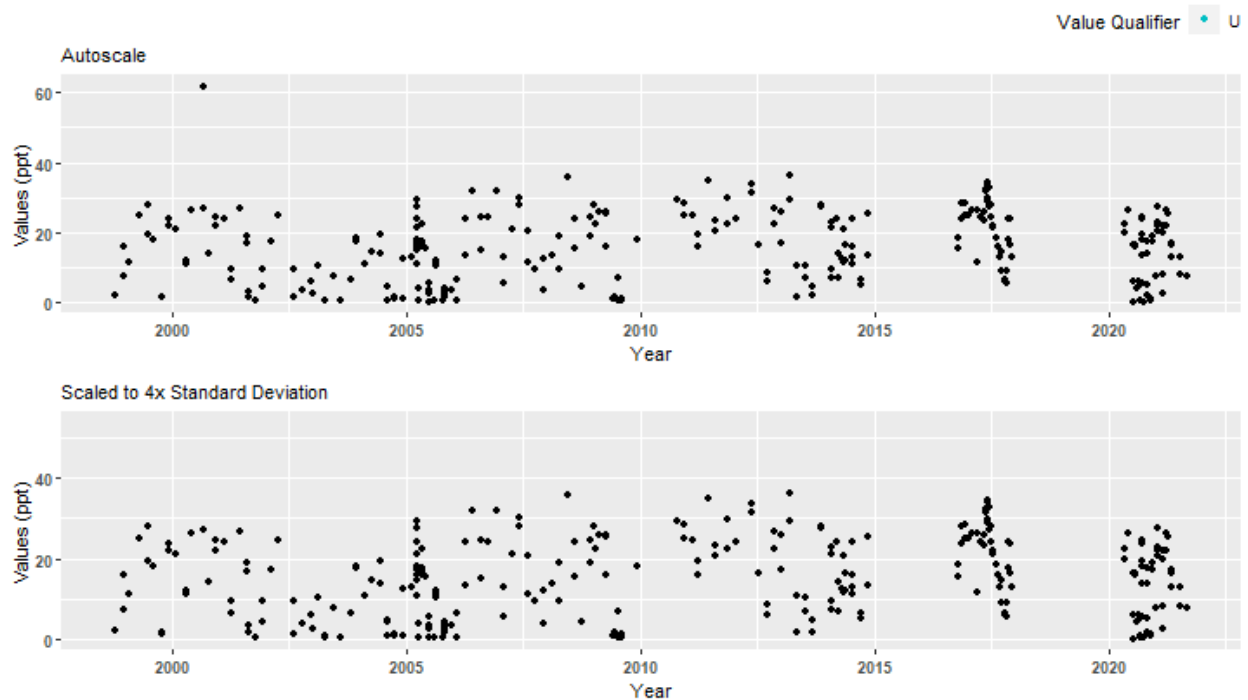 Value Qualifier U
Autoscale
Values (ppt)
60
40
20
0
2000 2005 2010 2015 2020
Year
Scaled to 4x Standard Deviation
Values (ppt)
40
20
0
2000 2005 2010 2015 2020
Year